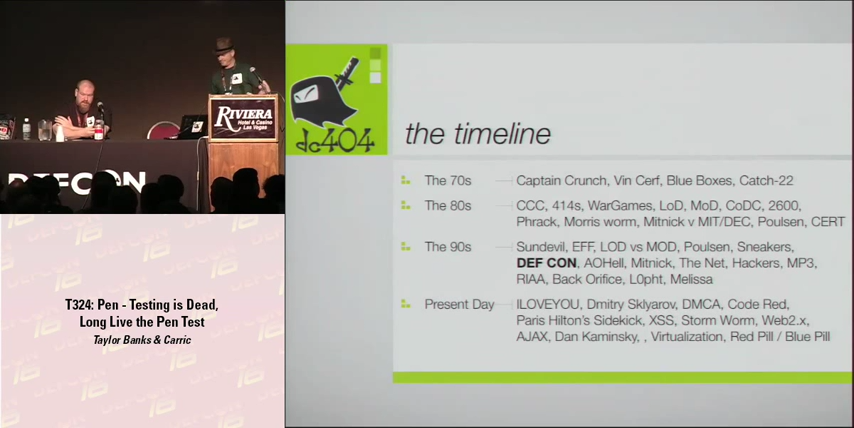 RIVIERA
Hotel & Casino
Las Vegas
DEFCON
T324: Pen - Testing is Dead,
Long Live the Pen Test
Taylor Banks & Carric
dc404
the timeline
The 70s Captain Crunch, Vin Cerf, Blue Boxes, Catch-22
The 80s CCC, 414s, WarGames, LoD, MoD, CoDC, 2600,
Phrack, Morris worm, Mitnick v MIT/DEC, Poulsen, CERT
The 90s Sundevil, EFF, LOD vs MOD, Poulsen, Sneakers,
DEF CON, AOHell, Mitnick, The Net, Hackers, MP3,
RIAA, Back Orifice, L0pht, Melissa
Present Day ILOVEYOU, Dmitry Sklyarov, DMCA, Code Red,
Paris Hilton's Sidekick, XSS, Storm Worm, Web2.x,
AJAX, Dan Kaminsky, , Virtualization, Red Pill / Blue Pill